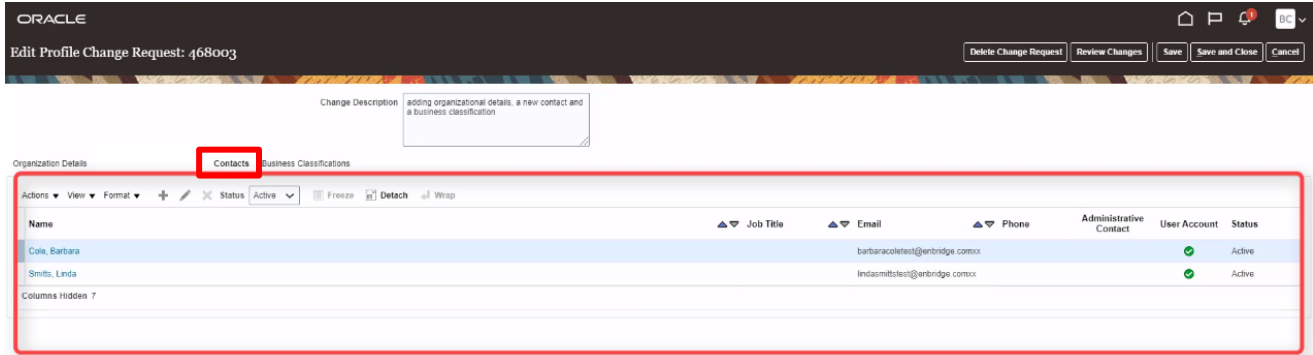 ORACLE
1
BC
Edit Profile Change Request: 468003
Delete Change Request Review Changes Save Save and Close Cancel
Change Description adding organizational details, a new contact and
a business classification
Organization Details Contacts Business Classifications
Actions View Format Status Active Freeze Detach Wrap
Name Job Title Email Phone Administrative Contact User Account Status
Cole, Barbara barbaracoletest@enbridge.comxx Active
Smitts, Linda lindasmittstest@enbridge.comxx Active
Columns Hidden 7